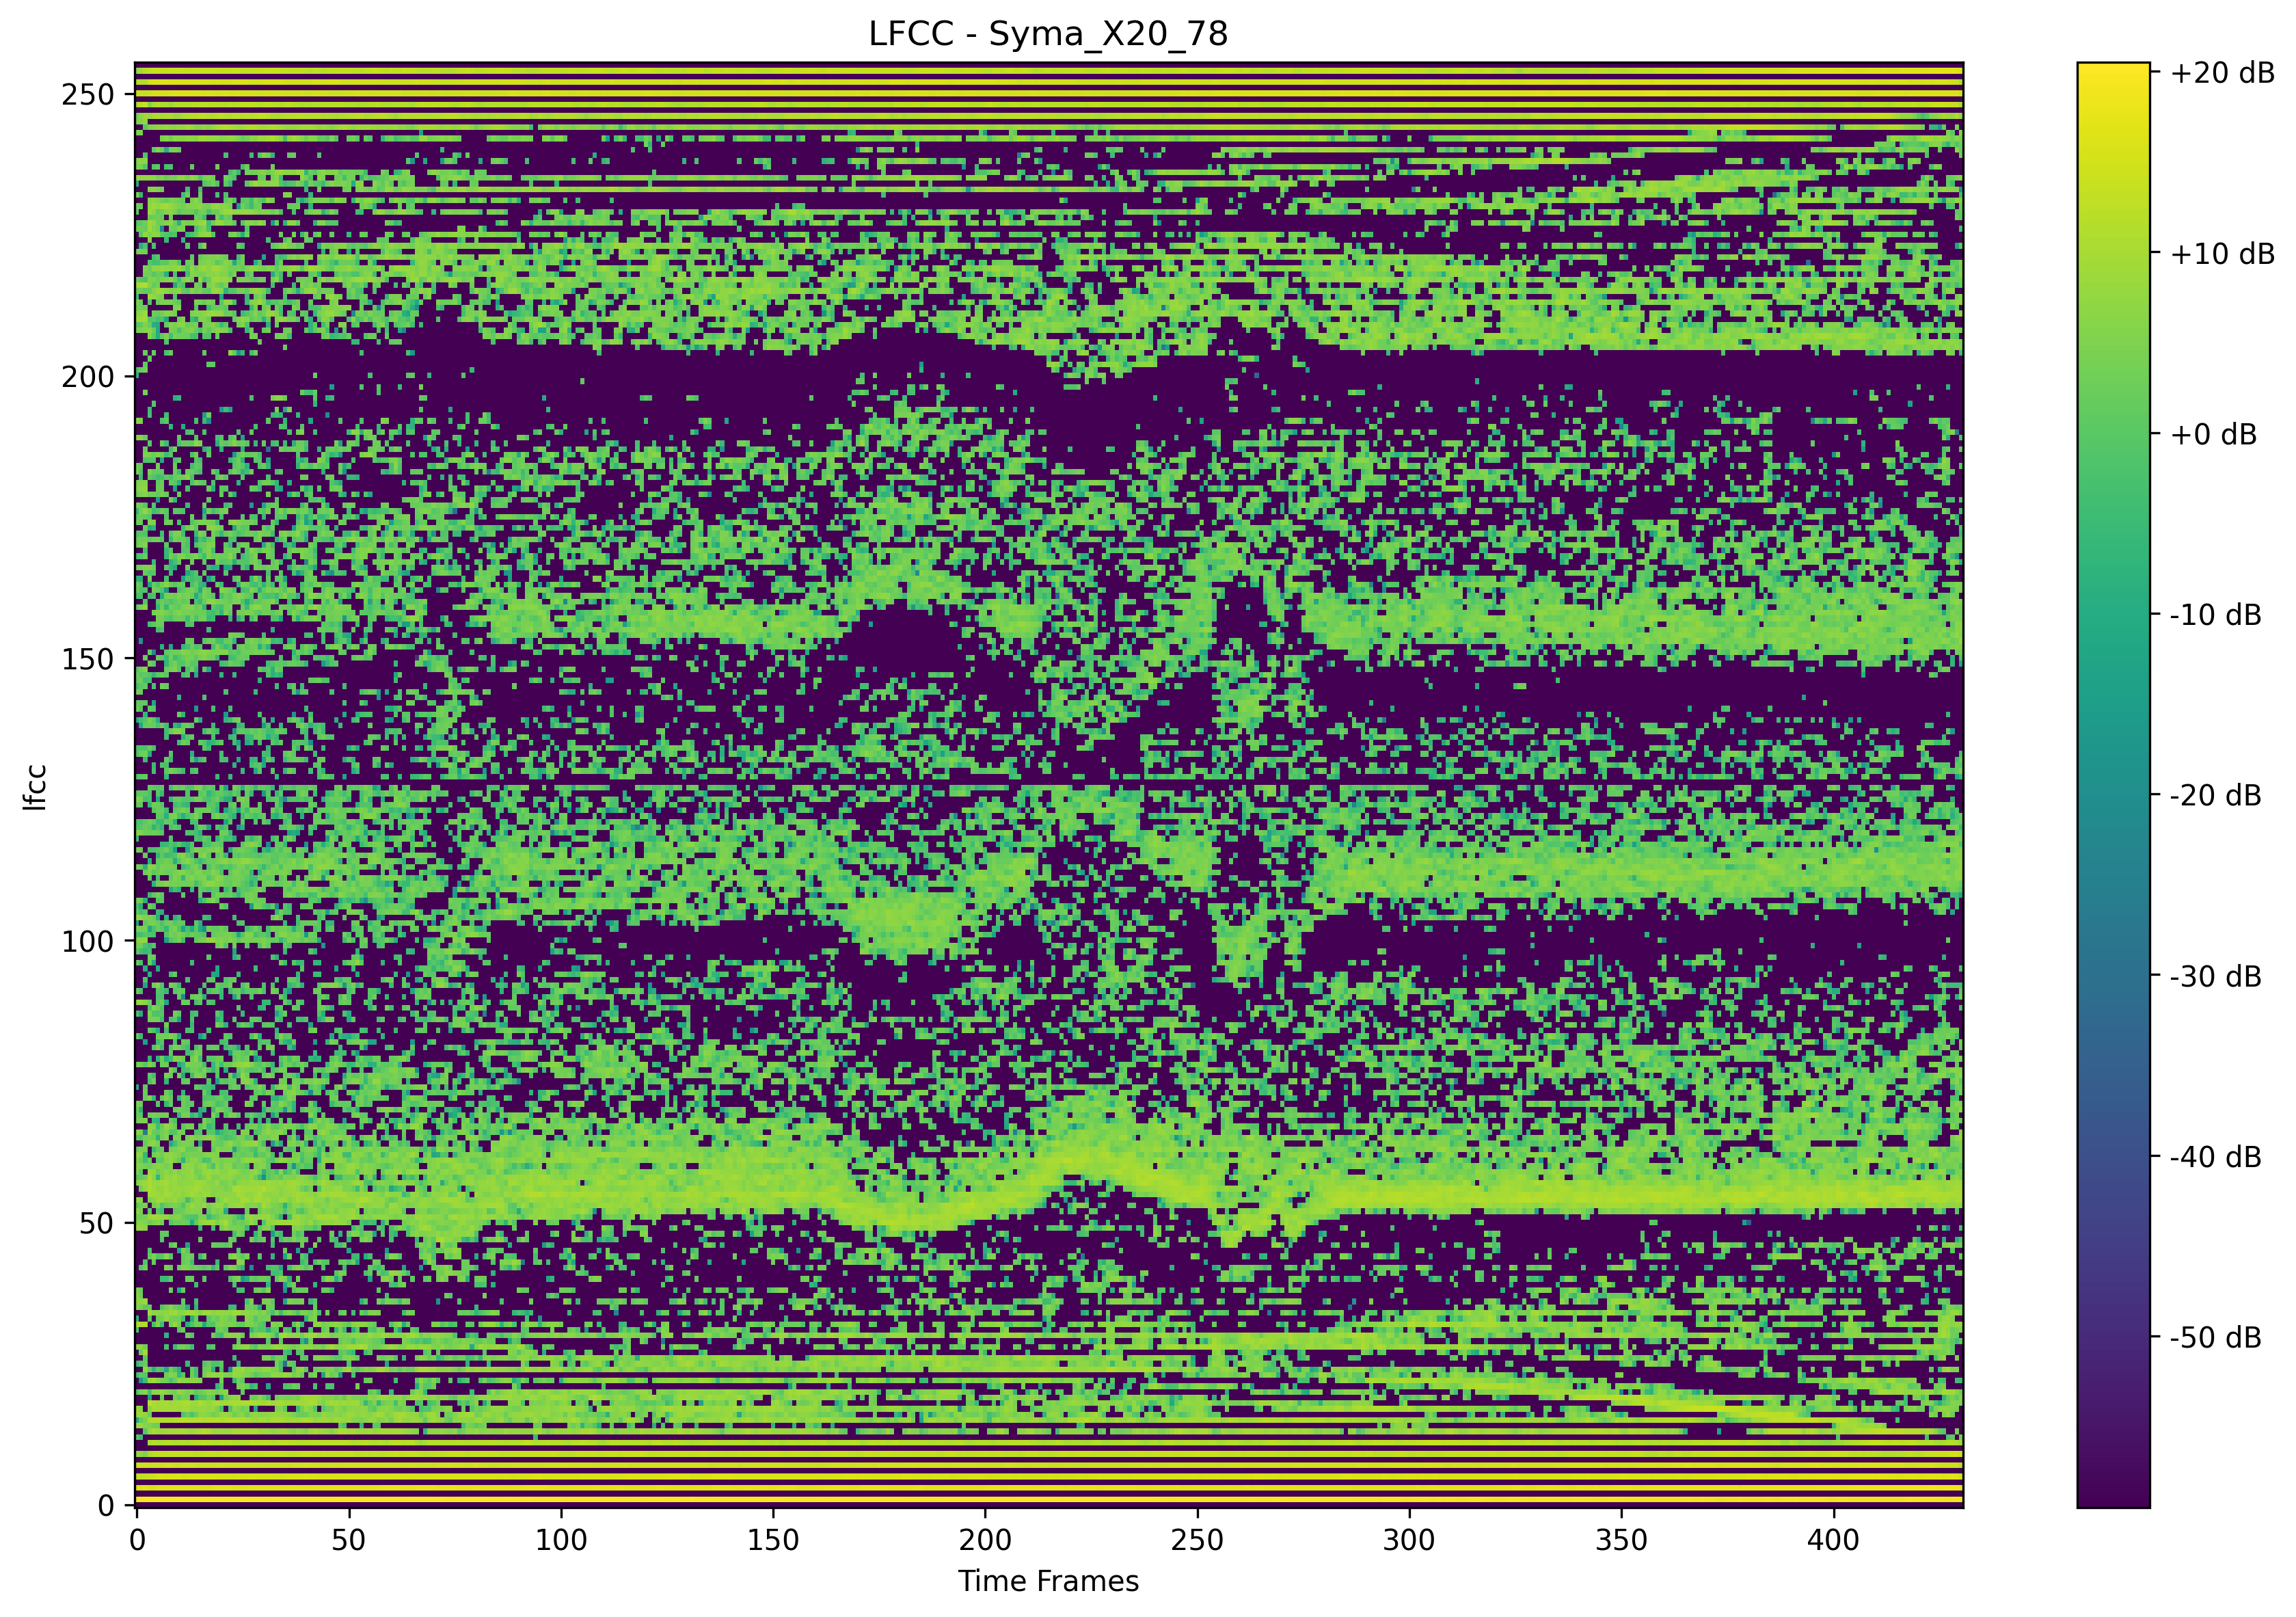 LFCC - Syma_X20_78
lfcc
250
200
150
100
50
0
0 50 100 150 200 250 300 350 400
Time Frames
+20 dB
+10 dB
+0 dB
-10 dB
-20 dB
-30 dB
-40 dB
-50 dB